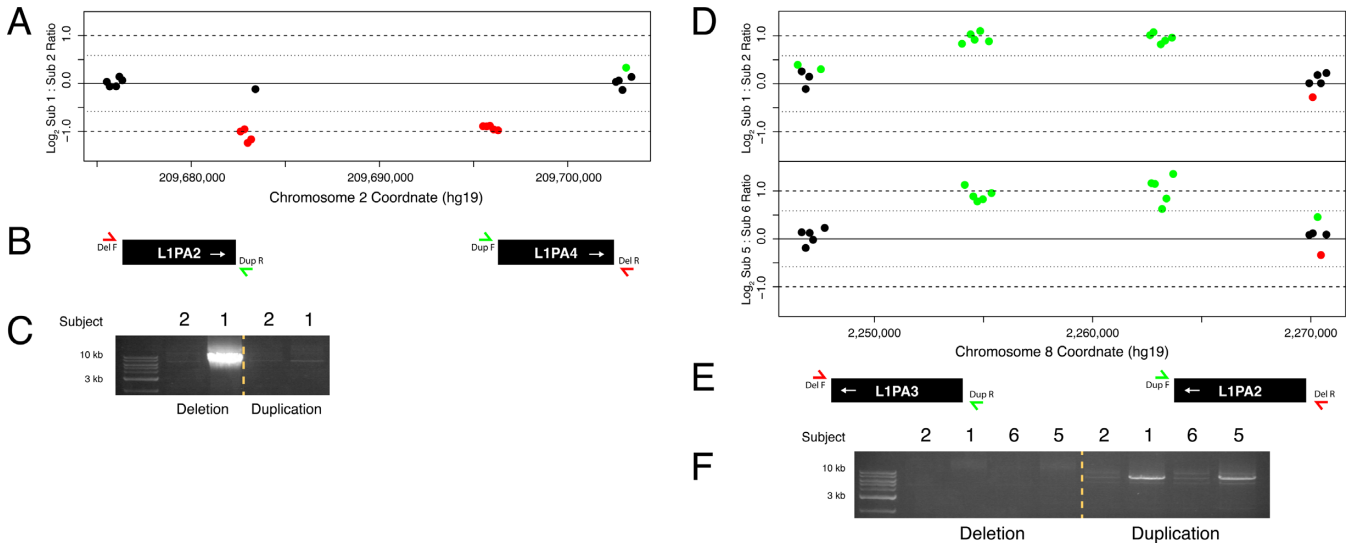 A
Log2 Sub 1 : Sub 2 Ratio
1.0
0.0
−1.0
209,680,000
209,690,000
209,700,000
Chromosome 2 Coordnate (hg19)
B
Del F
L1PA2 →
Dup R
Dup F
L1PA4 →
Del R
C
Subject
2 1 2 1
10 kb
3 kb
Deletion
Duplication
D
Log2 Sub 1 : Sub 2 Ratio
1.0
0.0
−1.0
Log2 Sub 5 : Sub 6 Ratio
1.0
0.0
−1.0
2,250,000
2,260,000
2,270,000
Chromosome 8 Coordnate (hg19)
E
Del F
← L1PA3
Dup R
Dup F
← L1PA2
Del R
F
Subject
2 1 6 5 2 1 6 5
10 kb
3 kb
Deletion
Duplication